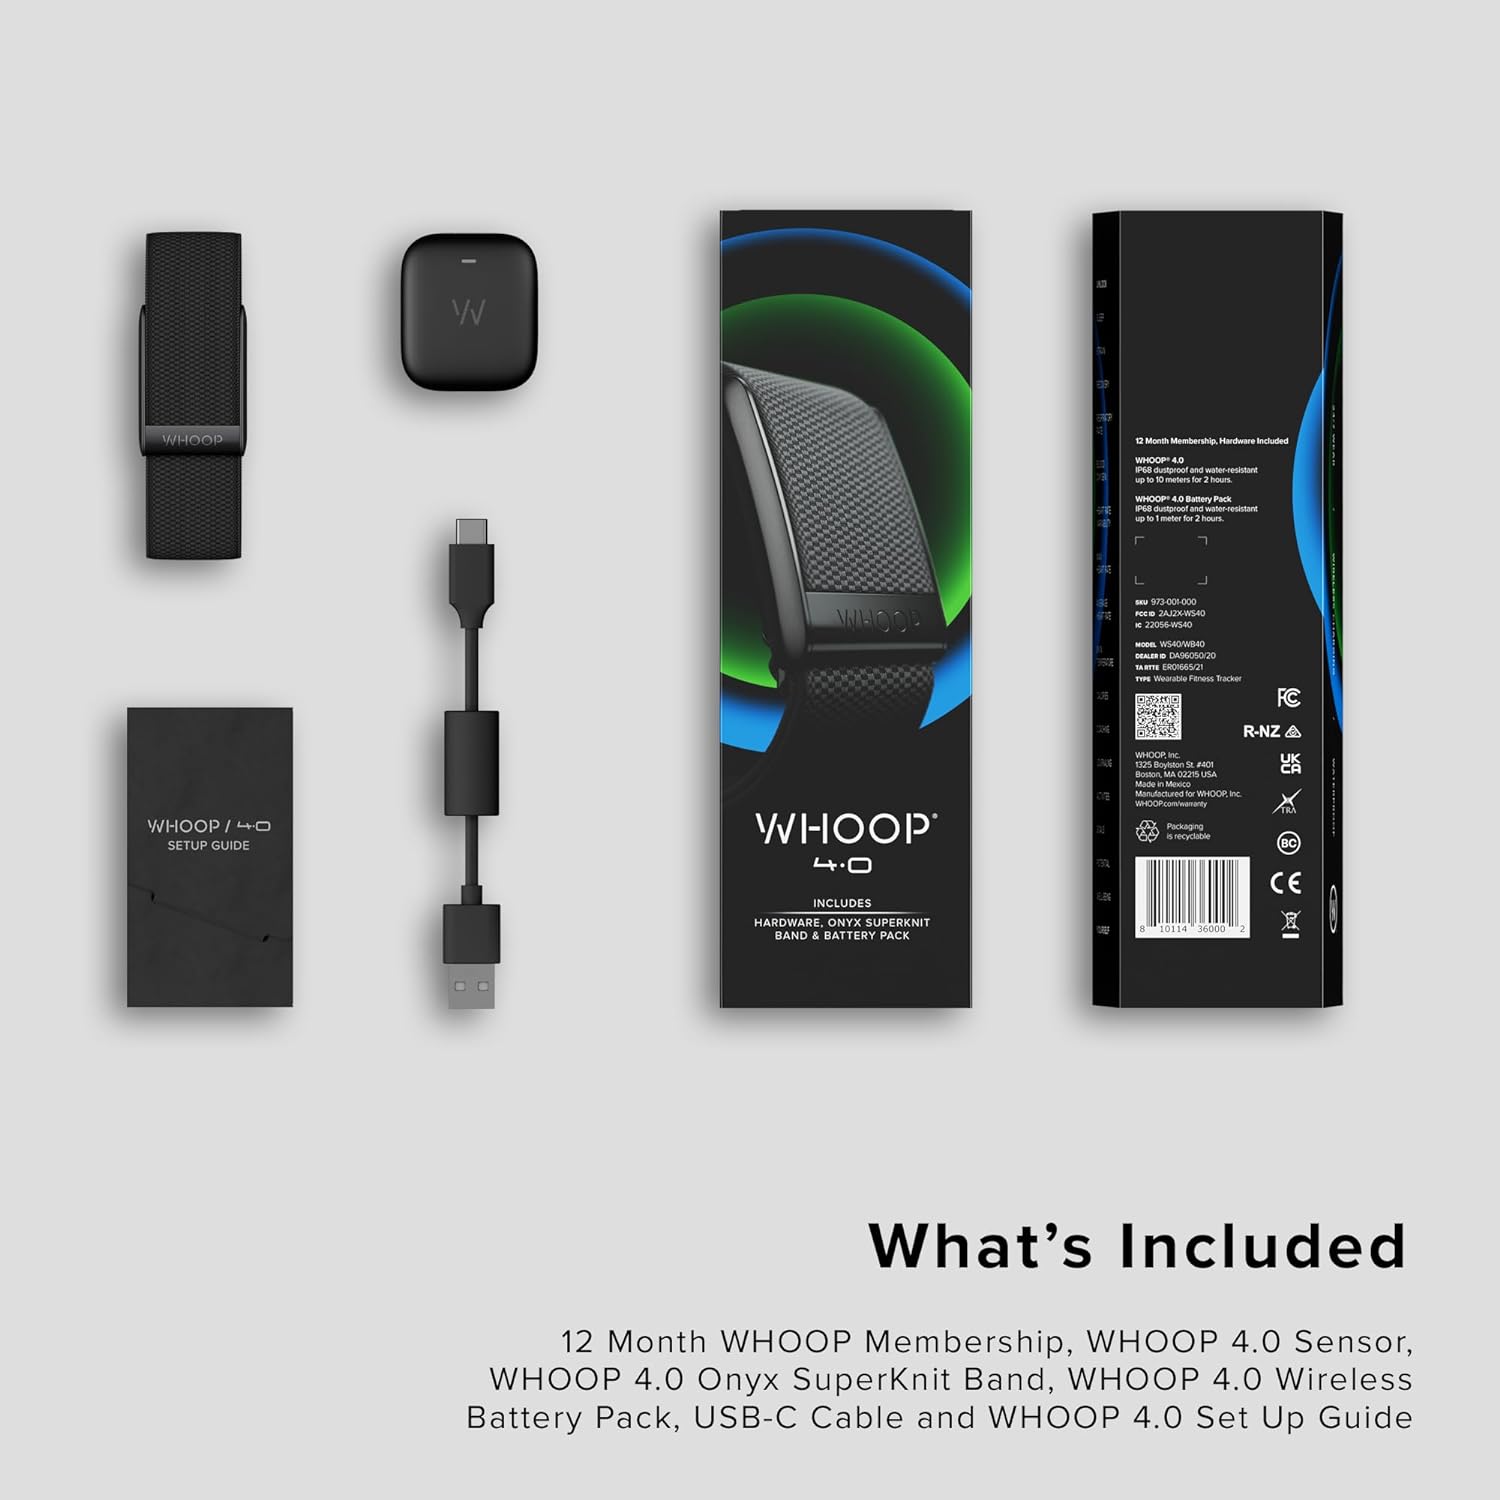 WHOOP
W
WHOOP / 4.0
SETUP GUIDE
WHOOP
WHOOP®
4.0
INCLUDES
HARDWARE, ONYX SUPERKNIT
BAND & BATTERY PACK
12 Month Membership, Hardware Included
WHOOP® 4.0
IP68 dustproof and water-resistant
up to 10 meters for 2 hours.
WHOOP® 4.0 Battery Pack
IP68 dustproof and water-resistant
up to 1 meter for 2 hours.
SKU 973-001-000
FCC ID 2AJ2X-WS40
IC 22056-WS40
MODEL WS40/WB40
DEALER ID DA96050/20
TA RTTE ER01665/21
TYPE Wearable Fitness Tracker
FC
R-NZ
UK
CA
TRA
BC
CE
WHOOP, Inc.
1325 Boylston St. #401
Boston, MA 02215 USA
Made in Mexico
Manufactured for WHOOP, Inc.
WHOOP.com/warranty
Packaging
is recyclable
8 10114 36000 2
What's Included
12 Month WHOOP Membership, WHOOP 4.0 Sensor,
WHOOP 4.0 Onyx SuperKnit Band, WHOOP 4.0 Wireless
Battery Pack, USB-C Cable and WHOOP 4.0 Set Up Guide